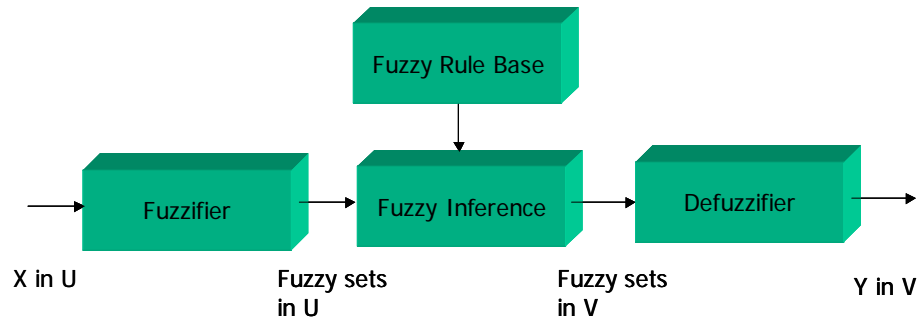 Fuzzy Rule Base
Fuzzifier
Fuzzy Inference
Defuzzifier
X in U
Fuzzy sets
in U
Fuzzy sets
in V
Y in V